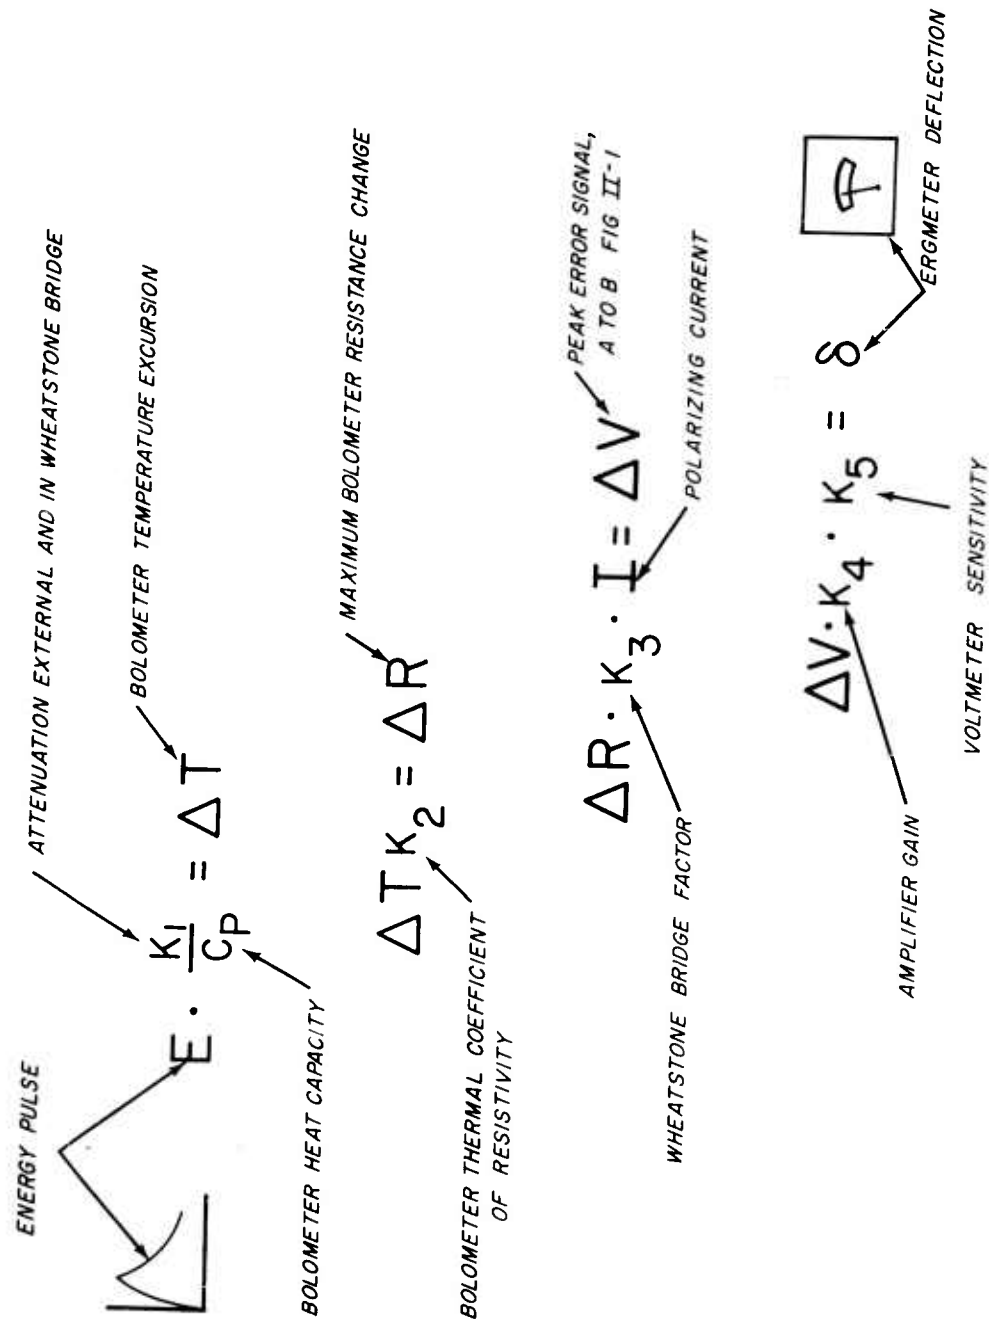 ENERGY PULSE
ATTENUATION EXTERNAL AND IN WHEATSTONE BRIDGE
BOLOMETER TEMPERATURE EXCURSION
E · K1/CP = ΔT
BOLOMETER HEAT CAPACITY
MAXIMUM BOLOMETER RESISTANCE CHANGE
ΔT K2 = ΔR
BOLOMETER THERMAL COEFFICIENT
OF RESISTIVITY
PEAK ERROR SIGNAL,
A TO B FIG II-1
ΔR · K3 · I = ΔV
POLARIZING CURRENT
WHEATSTONE BRIDGE FACTOR
ΔV · K4 · K5 = δ
ERGMETER DEFLECTION
AMPLIFIER GAIN
VOLTMETER SENSITIVITY